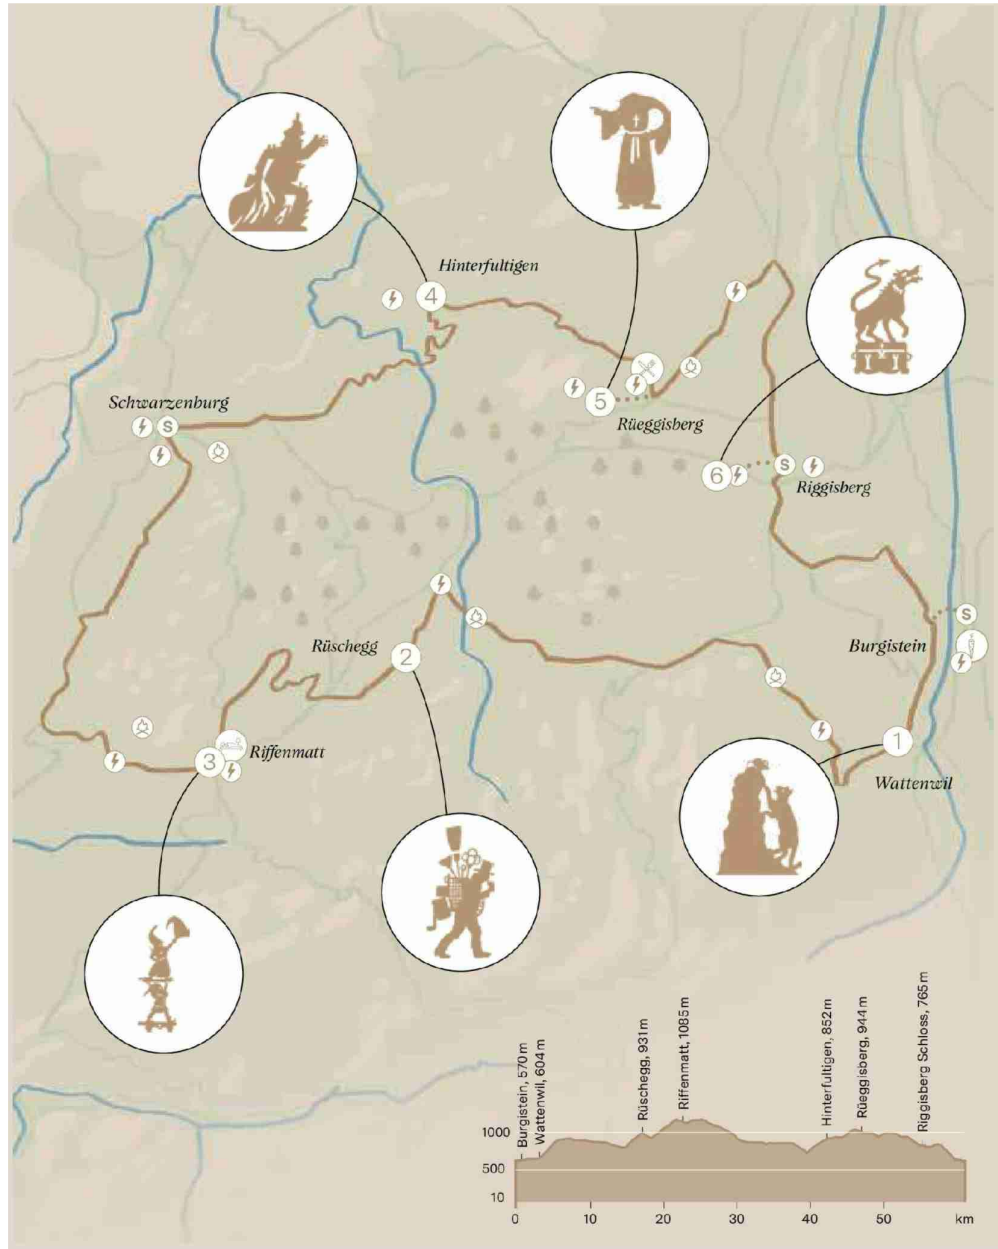 Hinterfultigen
4
Schwarzenburg
S
5
Rüeggisberg
6
S
Riggisberg
Rüschegg
2
Burgistein
S
3
Riffenmatt
1
Wattenwil
Burgistein, 570 m
Wattenwil, 604 m
Rüschegg, 931 m
Riffenmatt, 1085 m
Hinterfultigen, 852 m
Rüeggisberg, 944 m
Riggisberg Schloss, 765 m
1000
500
10
0 10 20 30 40 50 km